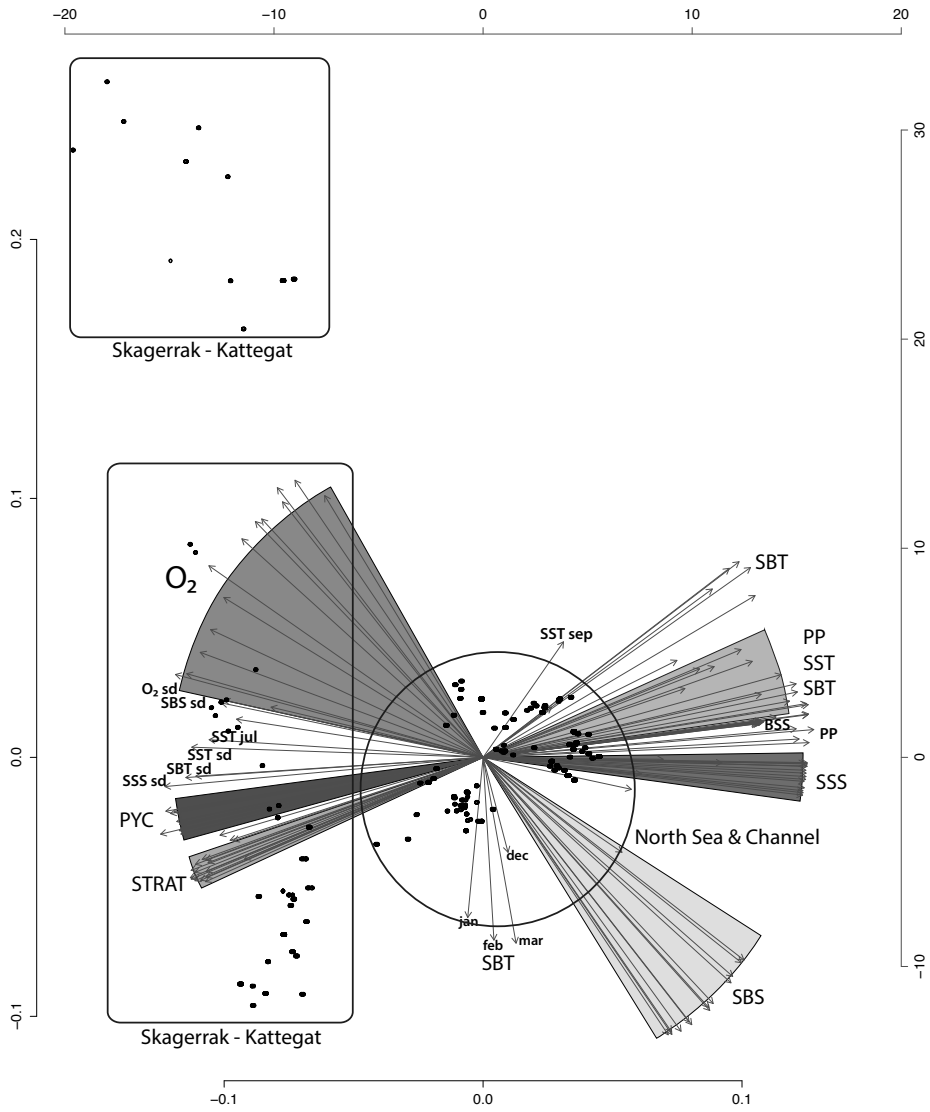 −20 −10 0 10 20
30
0.2
Skagerrak - Kattegat
20
0.1
10
O₂
SBT
SST sep
PP
SST
SBT
O₂ sd
SBS sd
BSS
PP
SST jul
SST sd
0.0
0
SBT sd
SSS sd
SSS
PYC
North Sea & Channel
dec
STRAT
jan
feb
mar
SBT
−10
SBS
−0.1
Skagerrak - Kattegat
−0.1 0.0 0.1